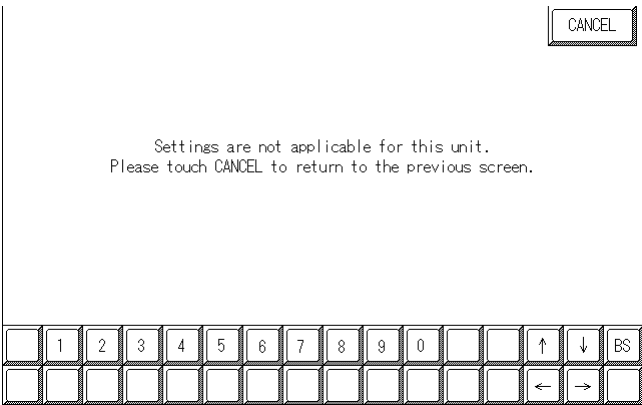 CANCEL
Settings are not applicable for this unit.
Please touch CANCEL to return to the previous screen.
1 2 3 4 5 6 7 8 9 0 ↑ ↓ BS
← →